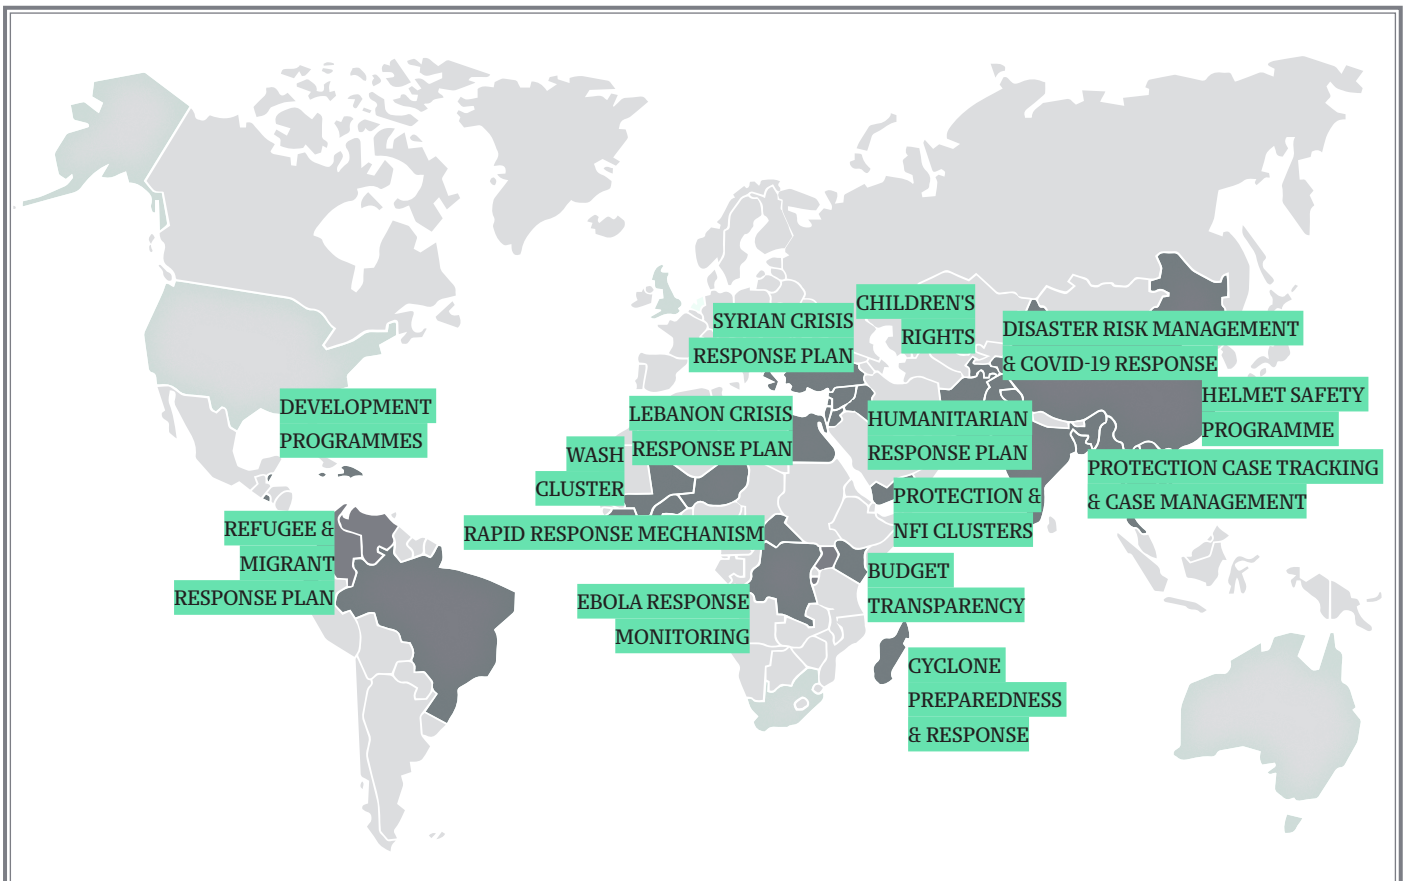 CHILDREN'S
RIGHTS
SYRIAN CRISIS
RESPONSE PLAN
DISASTER RISK MANAGEMENT
& COVID-19 RESPONSE
HELMET SAFETY
PROGRAMME
DEVELOPMENT
PROGRAMMES
LEBANON CRISIS
RESPONSE PLAN
HUMANITARIAN
RESPONSE PLAN
WASH
CLUSTER
PROTECTION CASE TRACKING
& CASE MANAGEMENT
PROTECTION &
NFI CLUSTERS
REFUGEE &
MIGRANT
RESPONSE PLAN
RAPID RESPONSE MECHANISM
BUDGET
TRANSPARENCY
EBOLA RESPONSE
MONITORING
CYCLONE
PREPAREDNESS
& RESPONSE